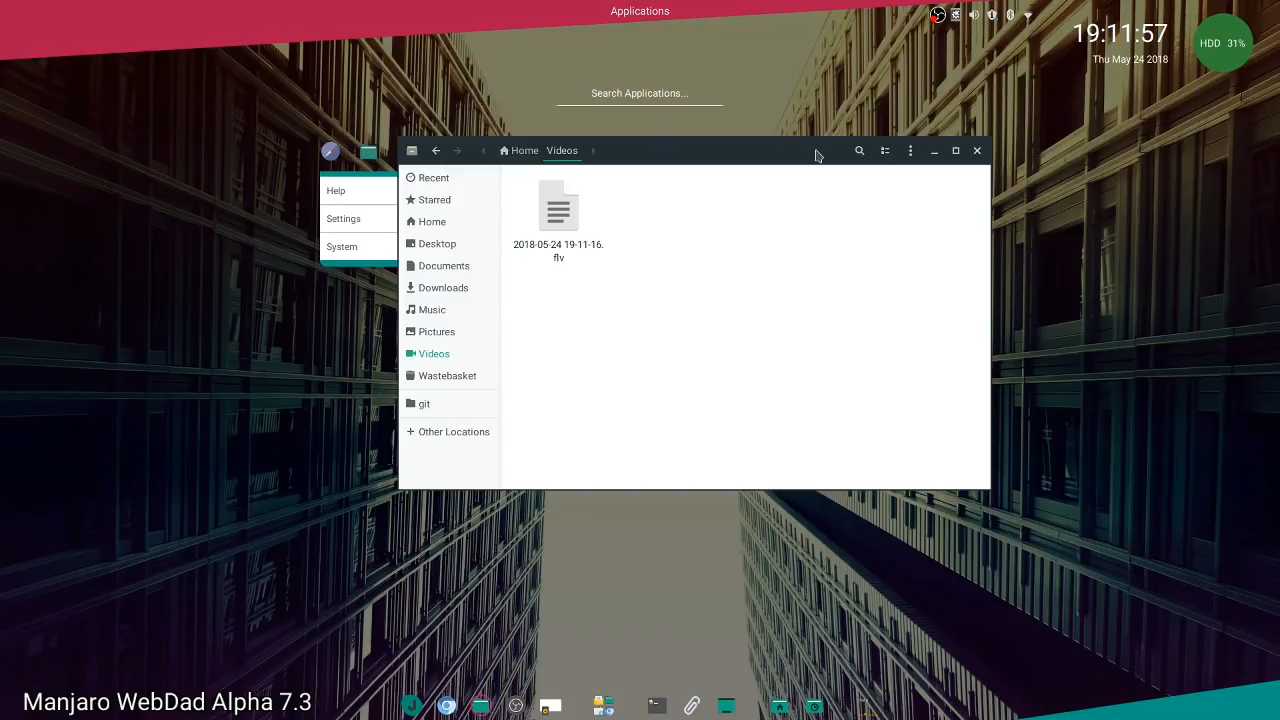 Applications
19:11:57
Thu May 24 2018
HDD 31%
Search Applications...
Home
Videos
Help
Settings
System
Recent
Starred
Home
Desktop
Documents
Downloads
Music
Pictures
Videos
Wastebasket
git
Other Locations
2018-05-24 19-11-16.
flv
Manjaro WebDad Alpha 7.3